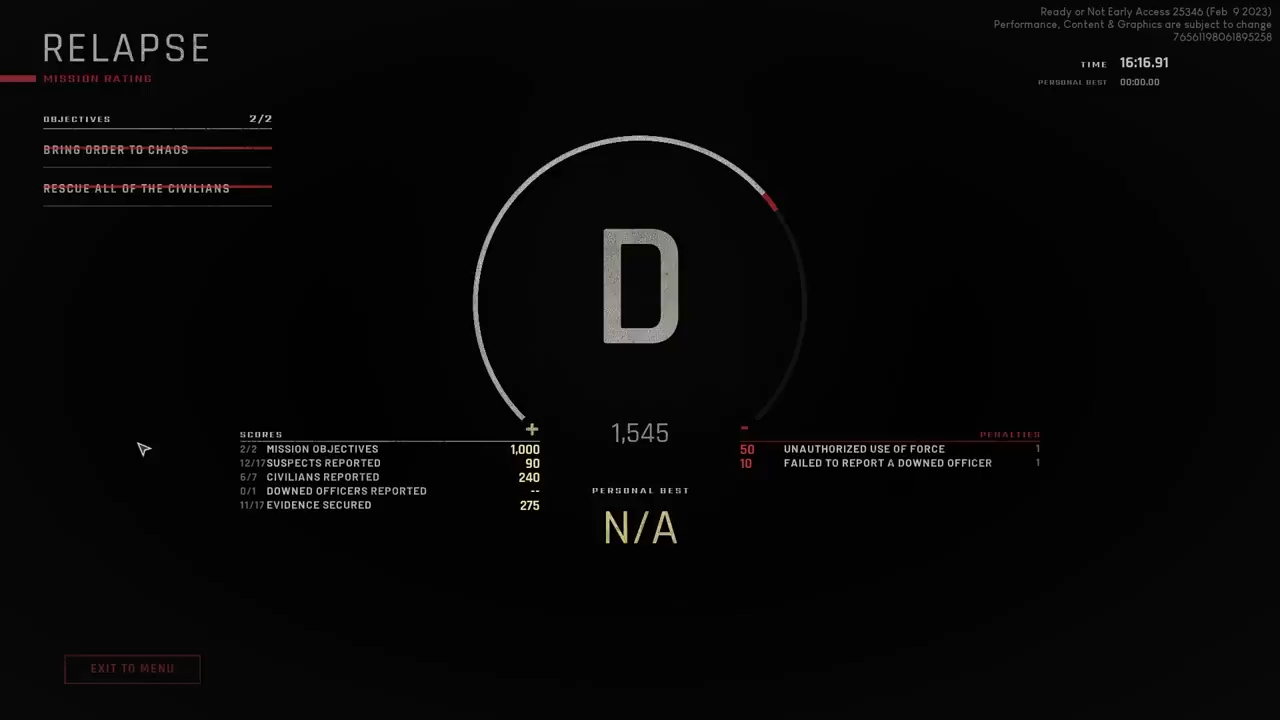 Ready or Not Early Access 25346 (Feb 9 2023)
Performance, Content & Graphics are subject to change
76561198061895258
RELAPSE
MISSION RATING
TIME 16:16.91
PERSONAL BEST 00:00.00
OBJECTIVES 2/2
BRING ORDER TO CHAOS
RESCUE ALL OF THE CIVILIANS
D
+
1,545
-
SCORES
2/2 MISSION OBJECTIVES 1,000
12/17 SUSPECTS REPORTED 90
6/7 CIVILIANS REPORTED 240
0/1 DOWNED OFFICERS REPORTED --
11/17 EVIDENCE SECURED 275
PENALTIES
50 UNAUTHORIZED USE OF FORCE 1
10 FAILED TO REPORT A DOWNED OFFICER 1
PERSONAL BEST
N/A
EXIT TO MENU